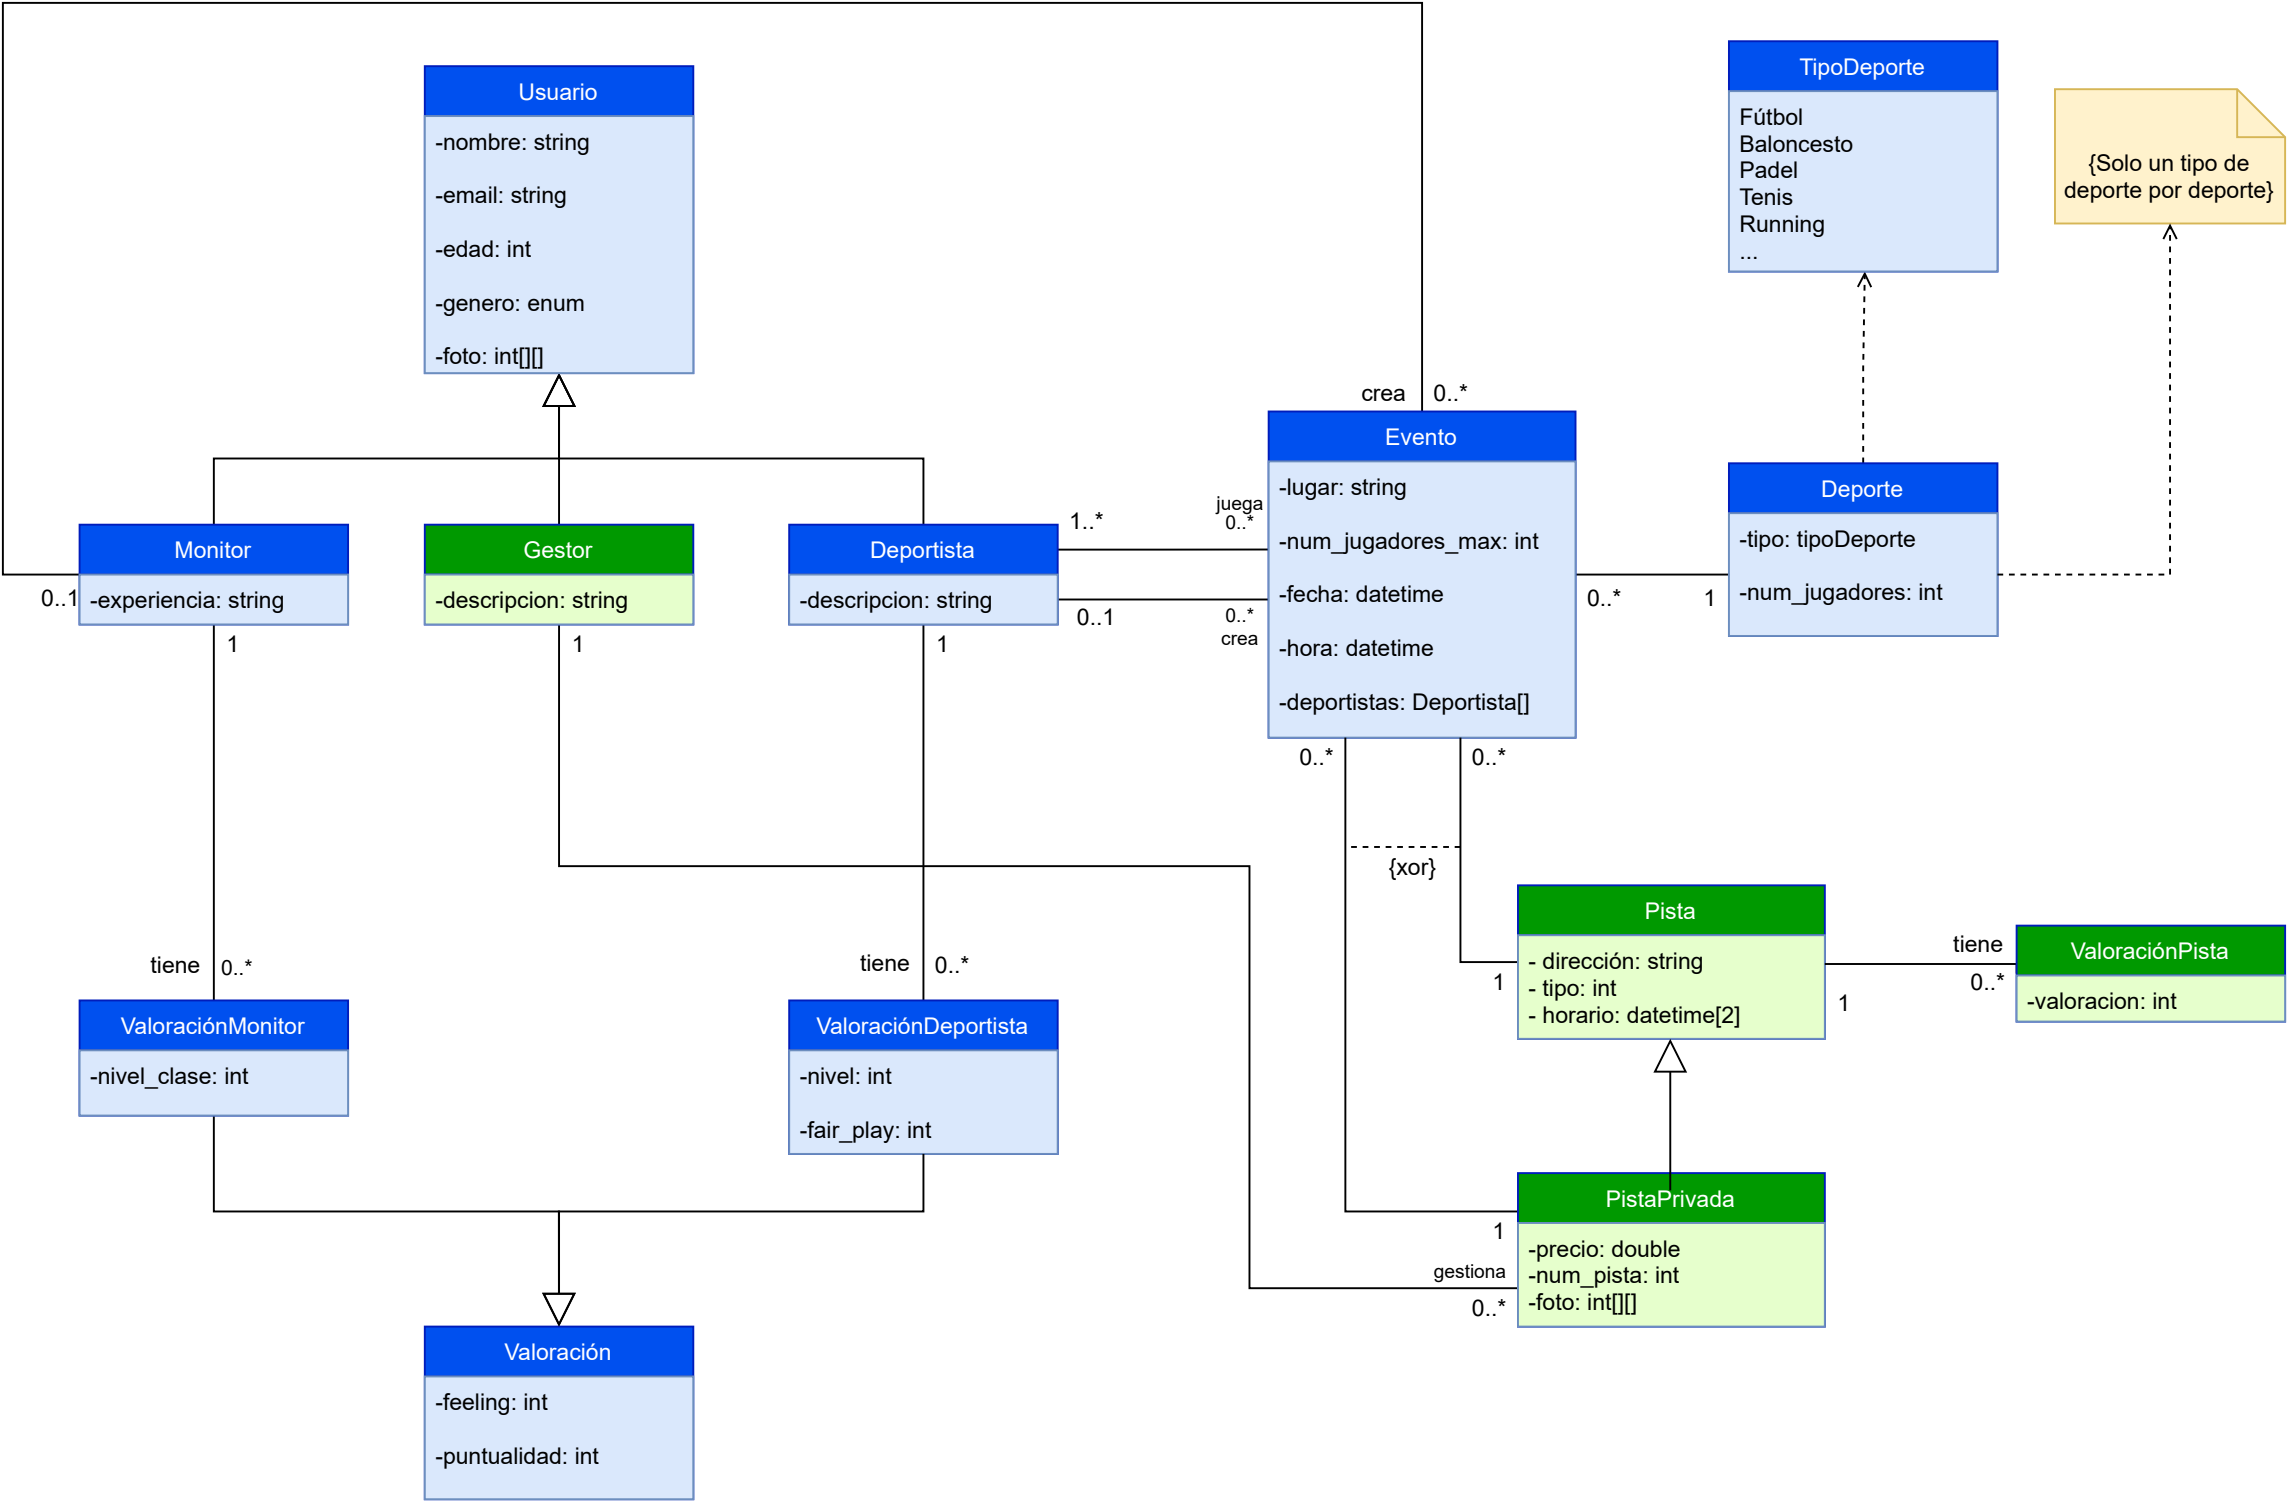 Usuario
-nombre: string
-email: string
-edad: int
-genero: enum
-foto: int[][]
TipoDeporte
Fútbol
Baloncesto
Padel
Tenis
Running
...
{Solo un tipo de
deporte por deporte}
crea
0..*
Evento
-lugar: string
-num_jugadores_max: int
-fecha: datetime
-hora: datetime
-deportistas: Deportista[]
Deporte
-tipo: tipoDeporte
-num_jugadores: int
0..*
1
Monitor
-experiencia: string
0..1
1
Gestor
-descripcion: string
1
Deportista
-descripcion: string
1
1..*
juega
0..*
0..1
0..*
crea
0..*
0..*
{xor}
Pista
- dirección: string
- tipo: int
- horario: datetime[2]
1
1
tiene
0..*
ValoraciónPista
-valoracion: int
tiene
0..*
tiene
0..*
ValoraciónMonitor
-nivel_clase: int
ValoraciónDeportista
-nivel: int
-fair_play: int
PistaPrivada
-precio: double
-num_pista: int
-foto: int[][]
1
gestiona
0..*
Valoración
-feeling: int
-puntualidad: int